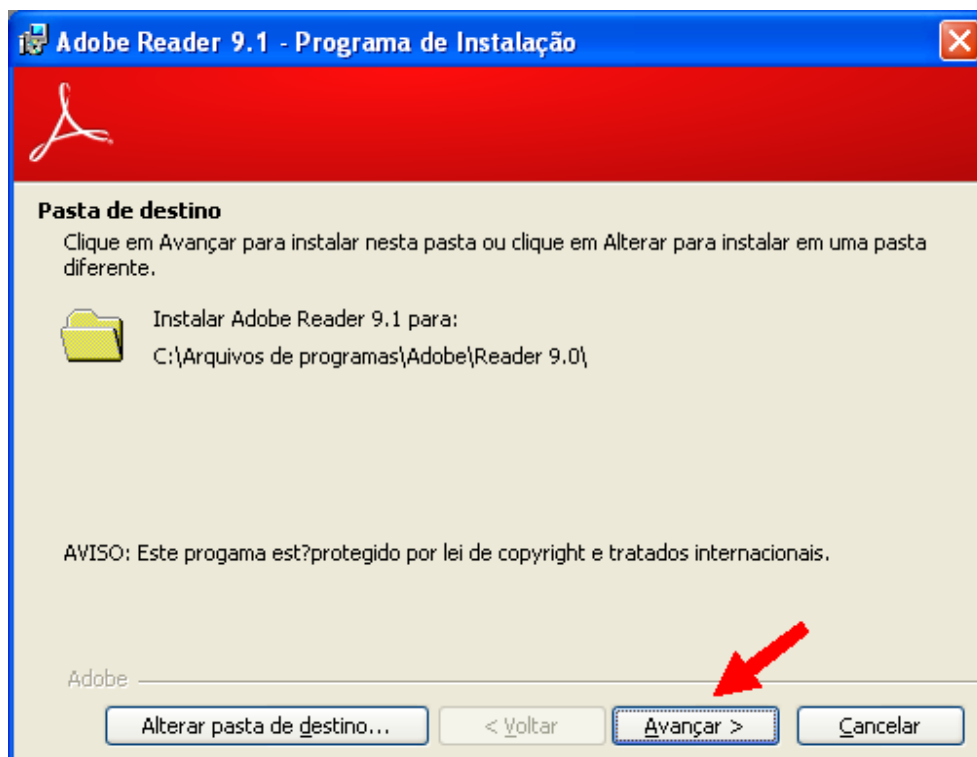 Adobe Reader 9.1 - Programa de Instalação
Pasta de destino
Clique em Avançar para instalar nesta pasta ou clique em Alterar para instalar em uma pasta
diferente.
Instalar Adobe Reader 9.1 para:
C:\Arquivos de programas\Adobe\Reader 9.0\
AVISO: Este progama est?protegido por lei de copyright e tratados internacionais.
Adobe
Alterar pasta de destino... < Voltar Avançar > Cancelar